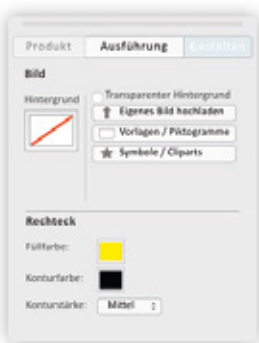 Produkt Ausführung Gestalten
Bild
Hintergrund
Transparenter Hintergrund
Eigenes Bild hochladen
Vorlagen / Piktogramme
Symbole / Cliparts
Rechteck
Füllfarbe:
Konturfarbe:
Konturstärke: Mittel